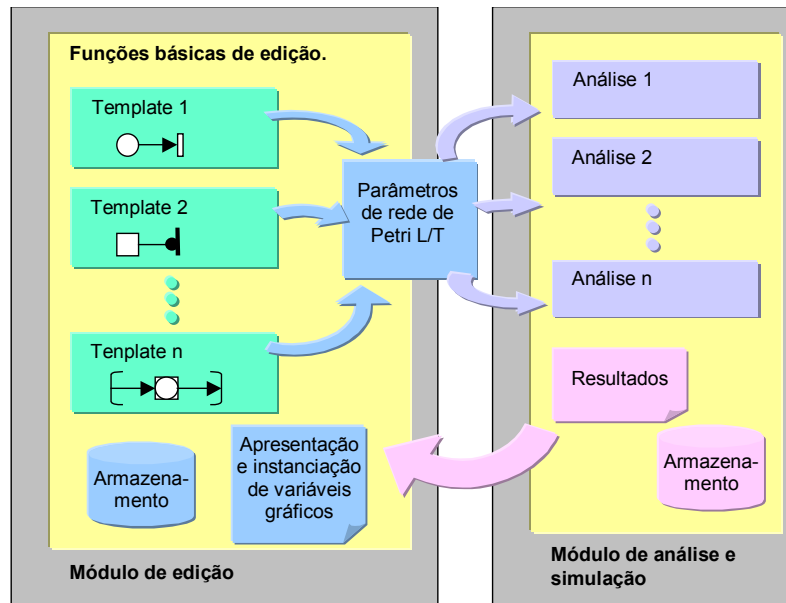 Funções básicas de edição.
Template 1
Template 2
Tenplate n
Armazena-
mento
Apresentação
e instanciação
de variáveis
gráficos
Módulo de edição
Parâmetros
de rede de
Petri L/T
Análise 1
Análise 2
Análise n
Resultados
Armazena-
mento
Módulo de análise e
simulação